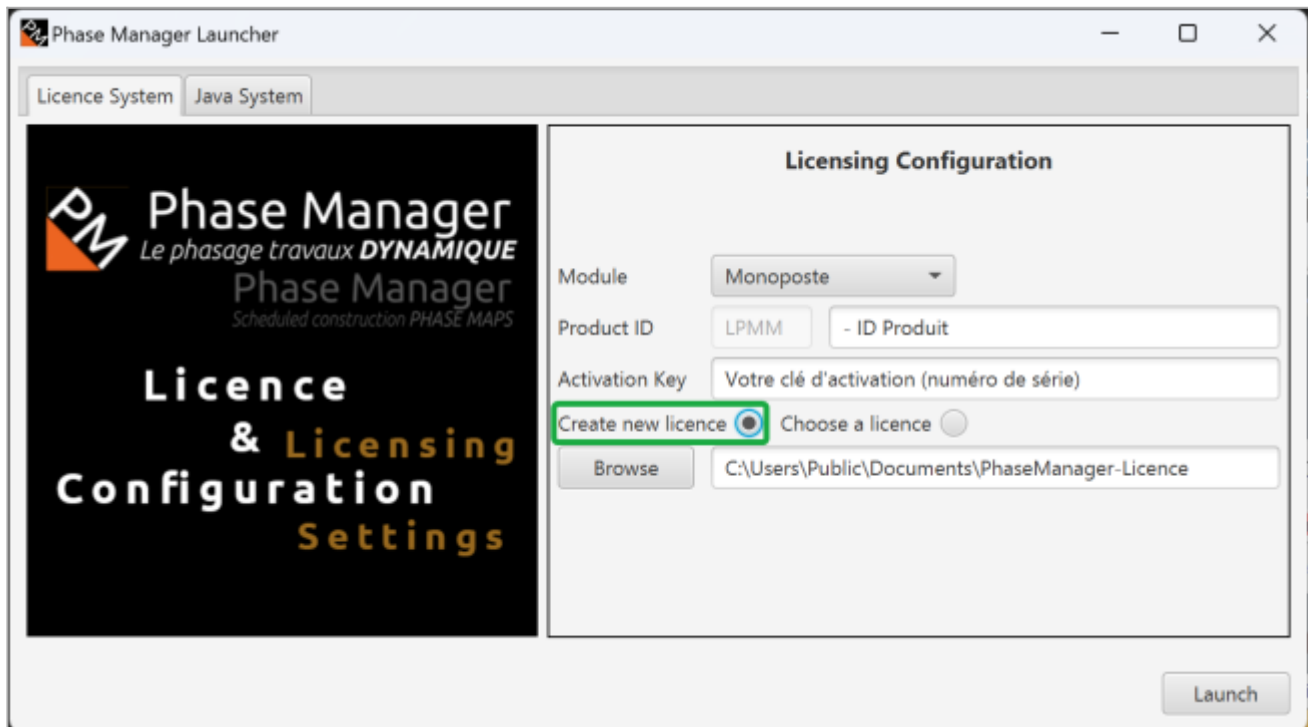 PM Phase Manager Launcher
Licence System Java System
PM Phase Manager
Le phasage travaux DYNAMIQUE
Phase Manager
Scheduled construction PHASE MAPS
Licence
& Licensing
Configuration
Settings
Licensing Configuration
Module Monoposte
Product ID LPMM - ID Produit
Activation Key Votre clé d'activation (numéro de série)
Create new licence Choose a licence
Browse C:\Users\Public\Documents\PhaseManager-Licence
Launch